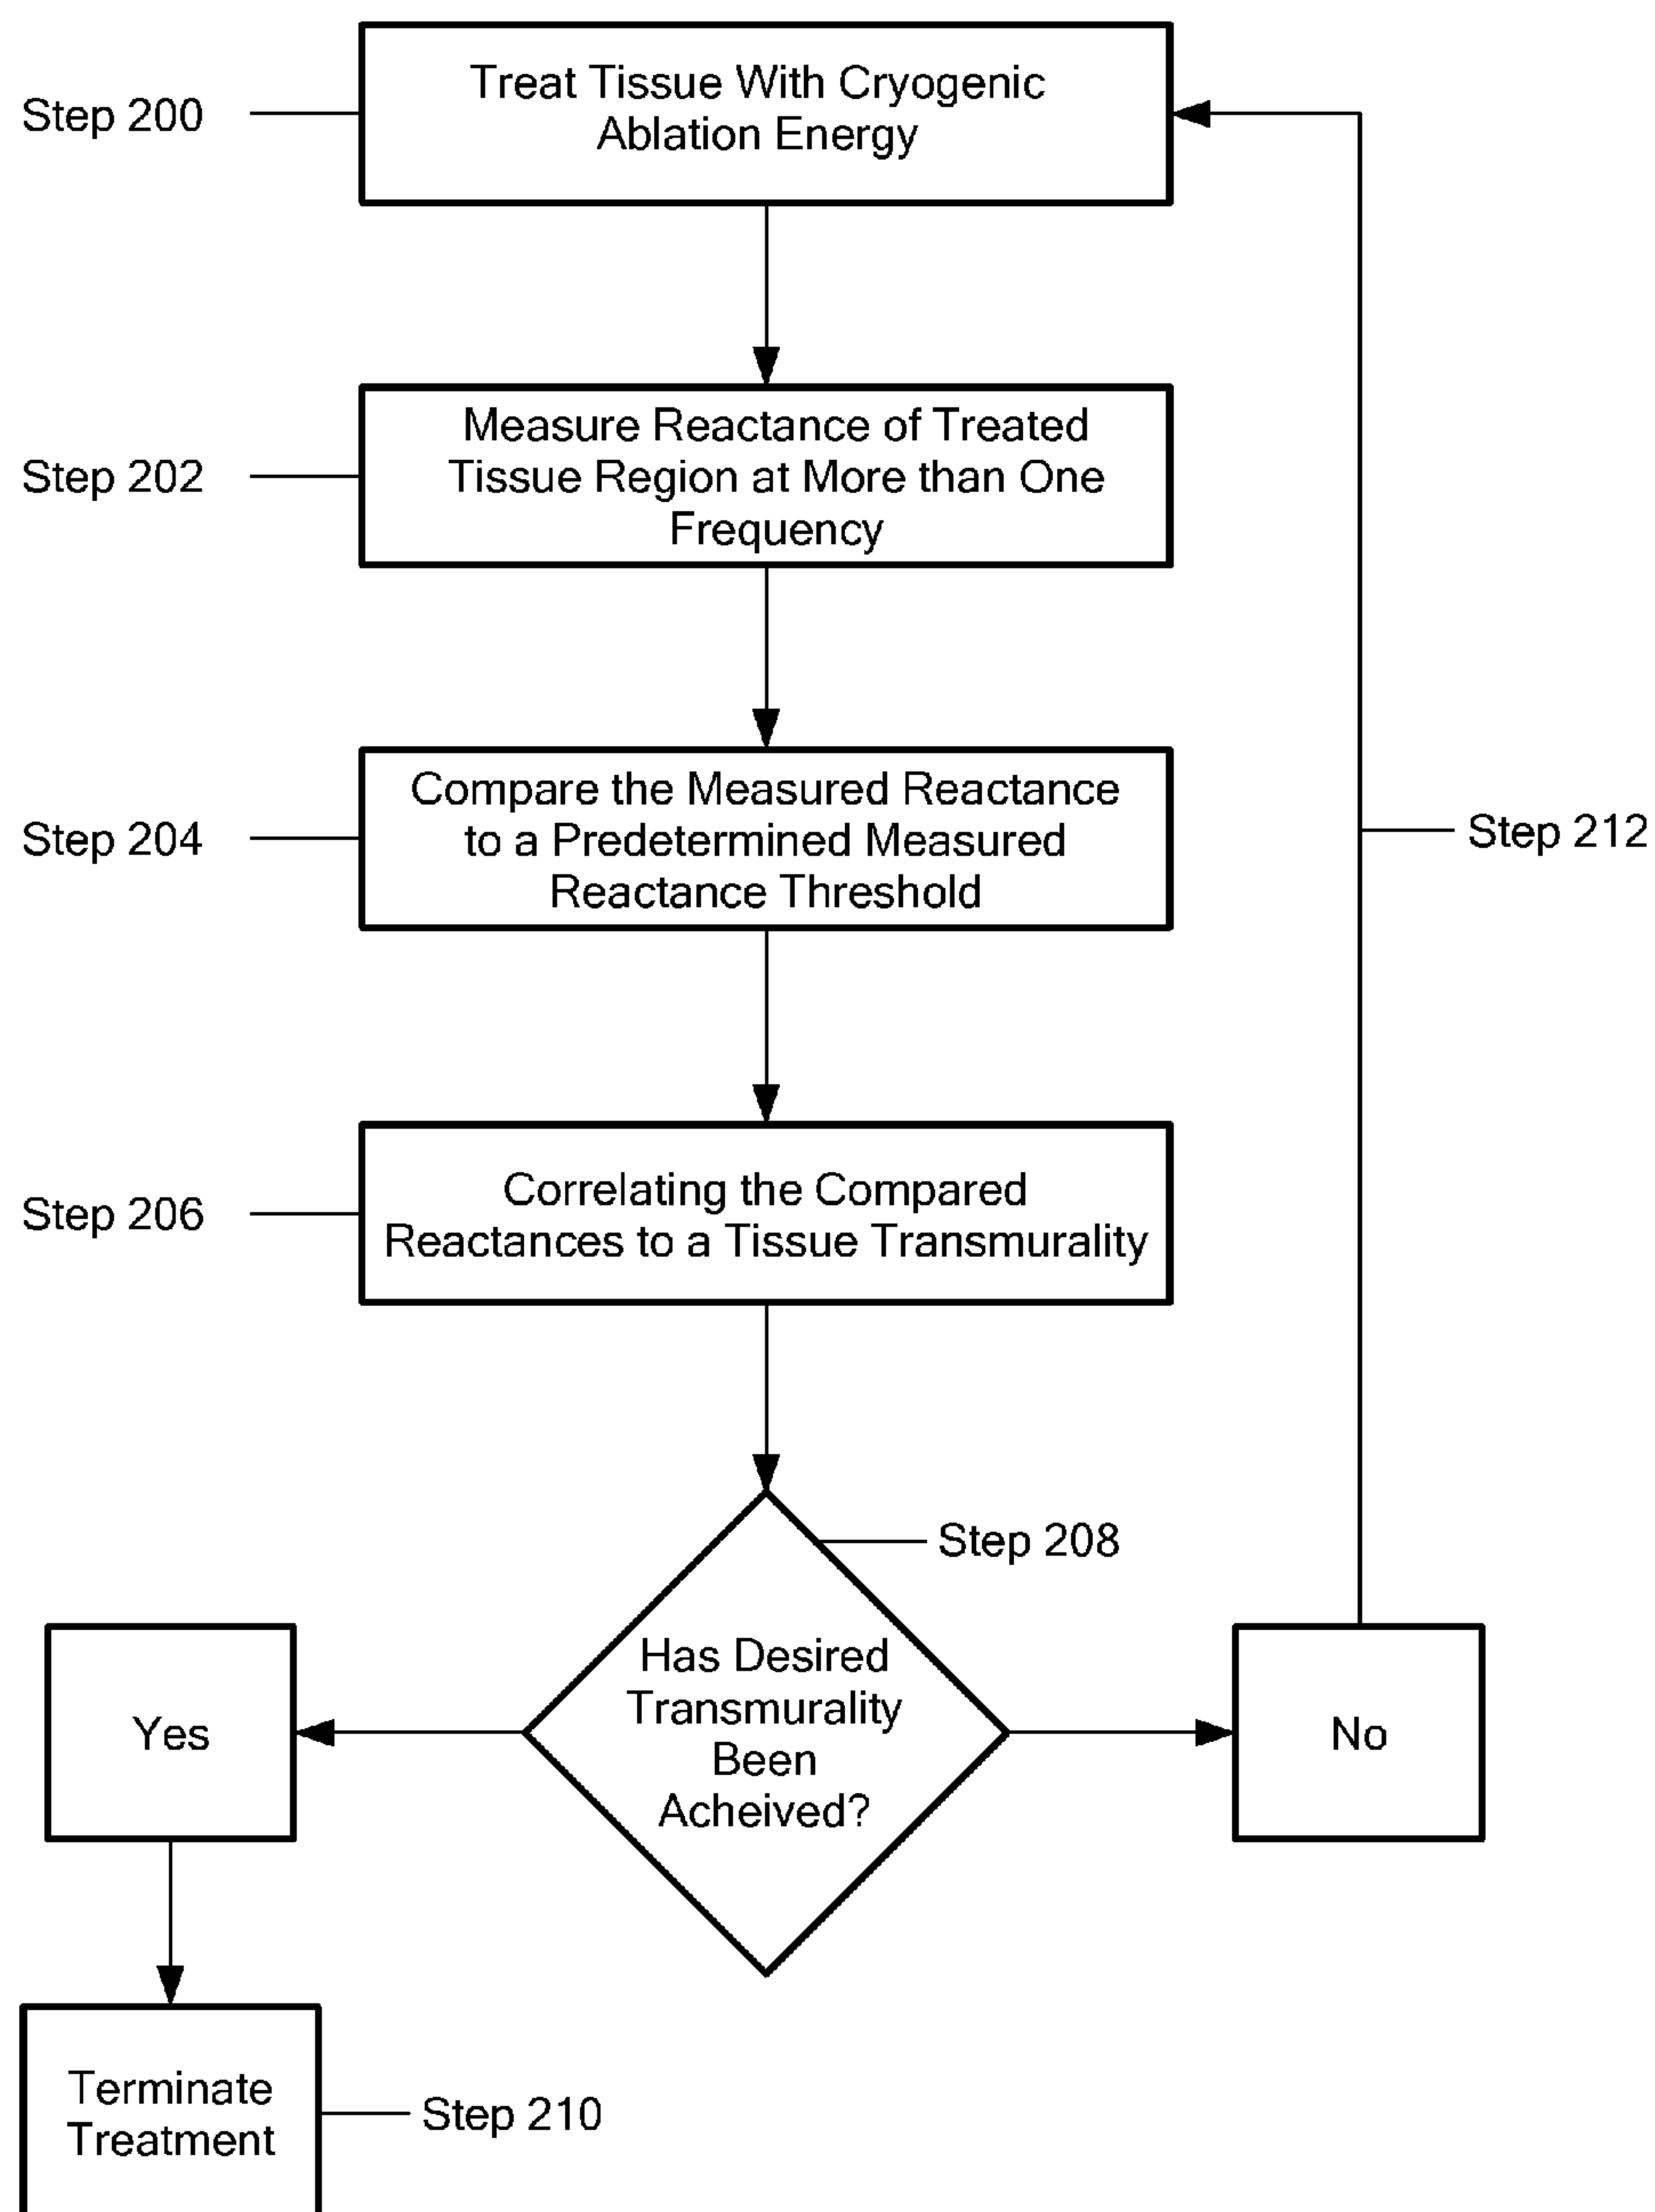 Step 200
Treat Tissue With Cryogenic
Ablation Energy
Step 202
Measure Reactance of Treated
Tissue Region at More than One
Frequency
Step 204
Compare the Measured Reactance
to a Predetermined Measured
Reactance Threshold
Step 212
Step 206
Correlating the Compared
Reactances to a Tissue Transmurality
Step 208
Has Desired
Transmurality
Been
Acheived?
Yes
No
Terminate
Treatment
Step 210